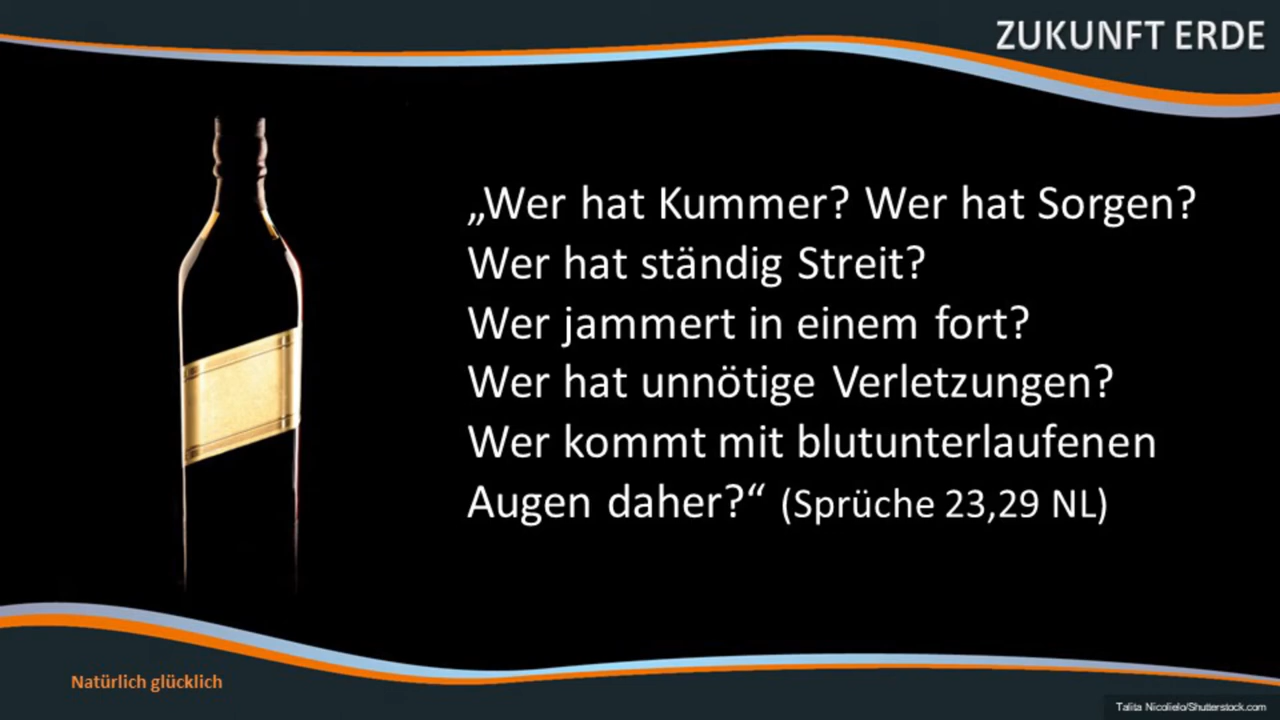 ZUKUNFT ERDE
„Wer hat Kummer? Wer hat Sorgen?
Wer hat ständig Streit?
Wer jammert in einem fort?
Wer hat unnötige Verletzungen?
Wer kommt mit blutunterlaufenen
Augen daher?“ (Sprüche 23,29 NL)
Natürlich glücklich
Talita Nicolielo/Shutterstock.com